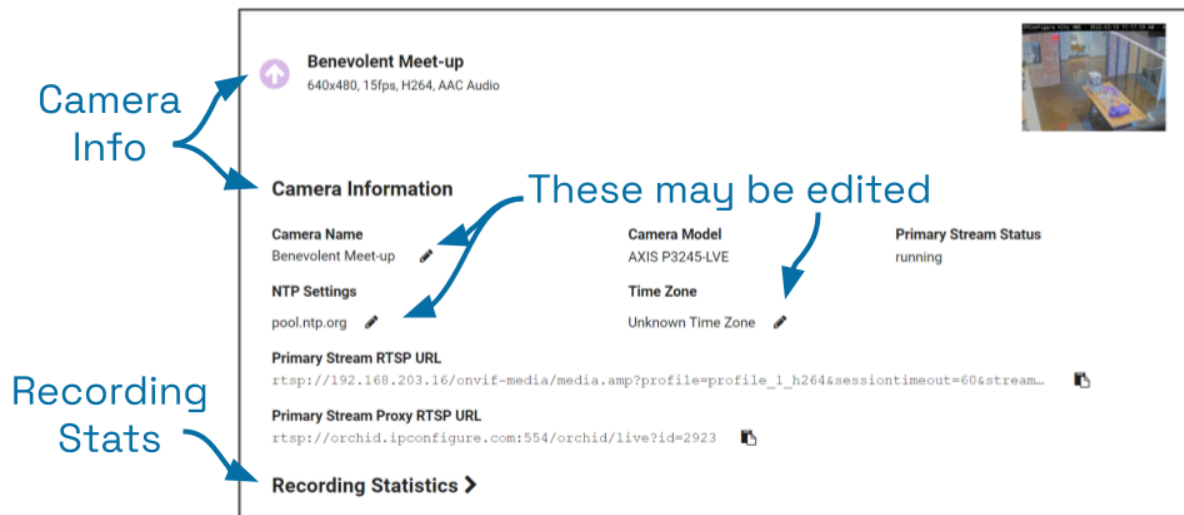 Benevolent Meet-up
640x480, 15fps, H264, AAC Audio
Camera
Info
Camera Information
These may be edited
Camera Name
Camera Model
Primary Stream Status
Benevolent Meet-up
AXIS P3245-LVE
running
NTP Settings
Time Zone
pool.ntp.org
Unknown Time Zone
Primary Stream RTSP URL
rtsp://192.168.203.16/onvif-media/media.amp?profile=profile_1_h264&sessiontimeout=60&stream…
Recording
Stats
Primary Stream Proxy RTSP URL
rtsp://orchid.ipconfigure.com:554/orchid/live?id=2923
Recording Statistics